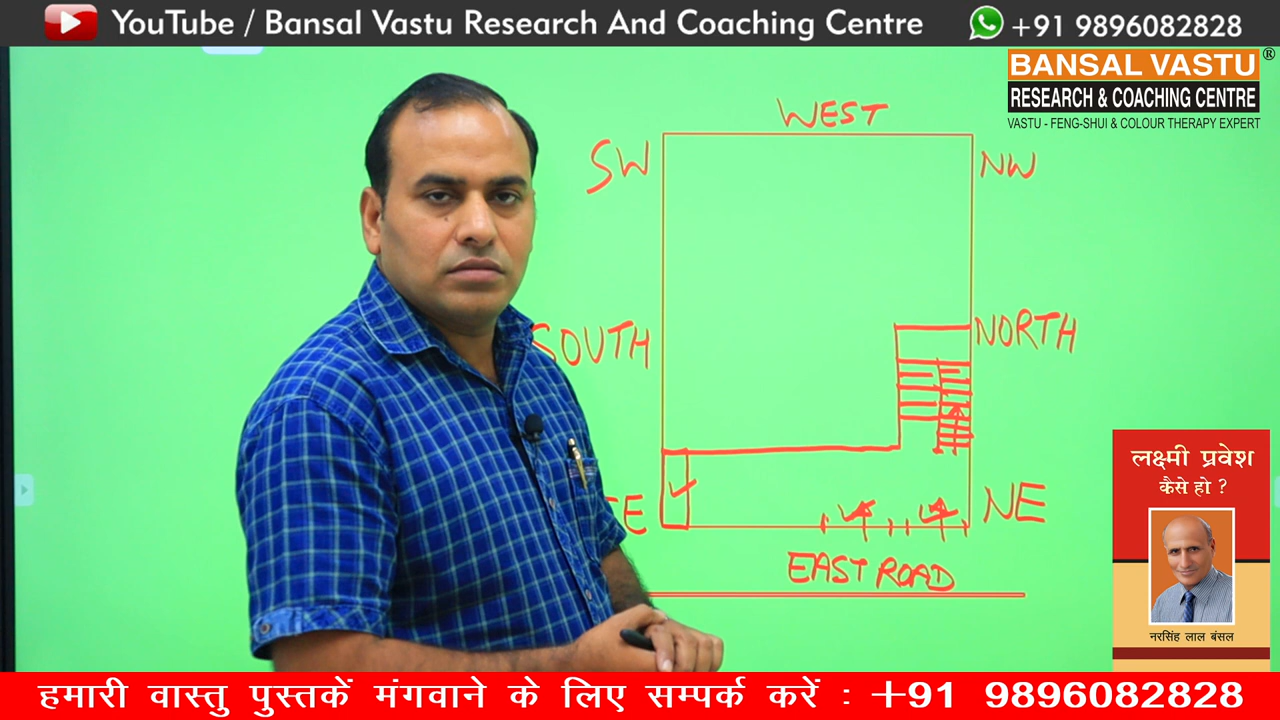 YouTube / Bansal Vastu Research And Coaching Centre
+91 9896082828
BANSAL VASTU ®
RESEARCH & COACHING CENTRE
VASTU - FENG-SHUI & COLOUR THERAPY EXPERT
WEST
SW
NW
SOUTH
NORTH
E
NE
EAST ROAD
लक्ष्मी प्रवेश
कैसे हो ?
नरसिंह लाल बंसल
हमारी वास्तु पुस्तकें मंगवाने के लिए सम्पर्क करें : +91 9896082828